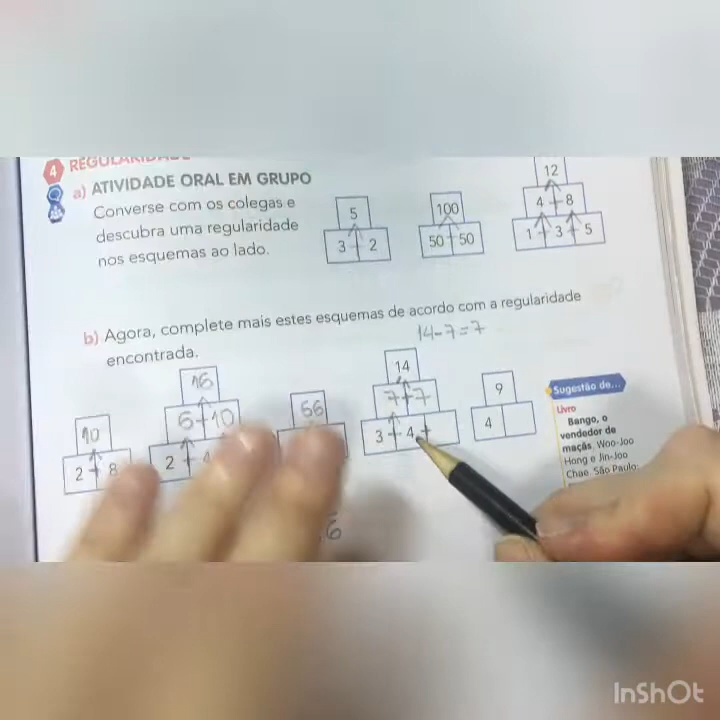 4 REGULARIDADE
a) ATIVIDADE ORAL EM GRUPO
Converse com os colegas e
descubra uma regularidade
nos esquemas ao lado.
5
3 + 2
100
50 + 50
12
4 + 8
1 + 3 + 5
b) Agora, complete mais estes esquemas de acordo com a regularidade
encontrada.
14-7=7
10
2 + 8
16
6+10
2 + 4
66
14
7+7
3 + 4 +
9
4
6
Sugestão de...
Livro
Bango, o
vendedor de
maçãs, Woo-Joo
Hong e Jin-Joo
Chae. São Paulo:
InShOt